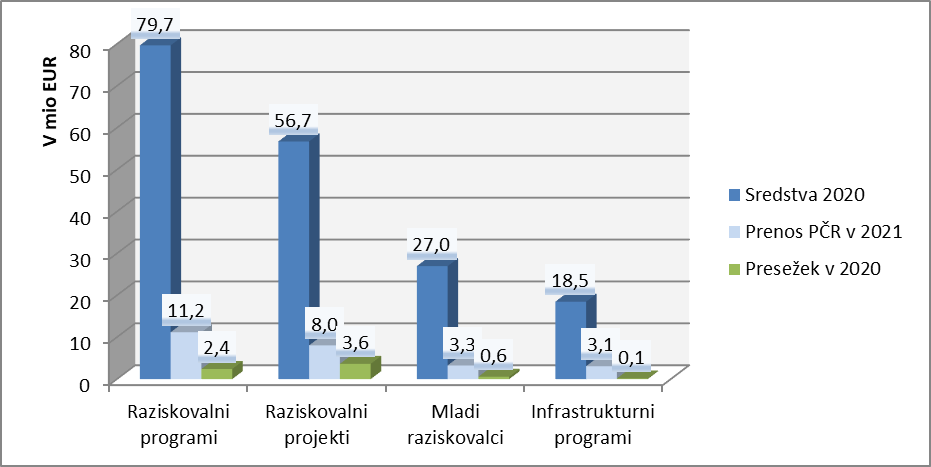 V mio EUR
80
70
60
50
40
30
20
10
0
79,7
11,2
2,4
56,7
8,0
3,6
27,0
3,3
0,6
18,5
3,1
0,1
Raziskovalni
programi
Raziskovalni
projekti
Mladi
raziskovalci
Infrastrukturni
programi
Sredstva 2020
Prenos PČR v 2021
Presežek v 2020